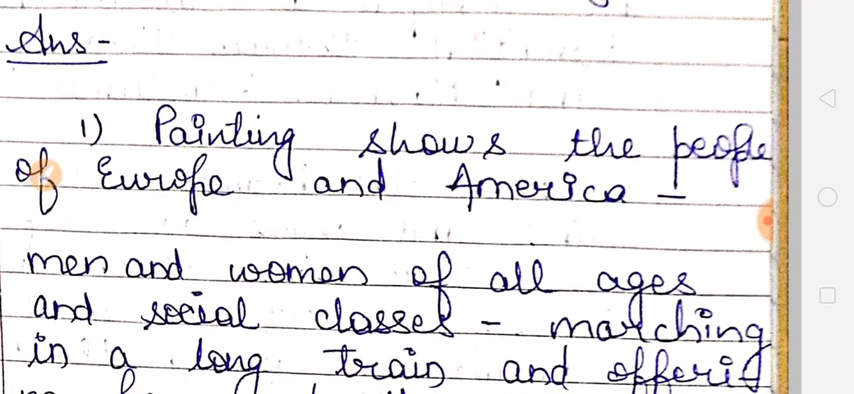 Ans -
1) Painting shows the people
of Europe and America -
men and women of all ages
and social classes - marching
in a long train and offerig